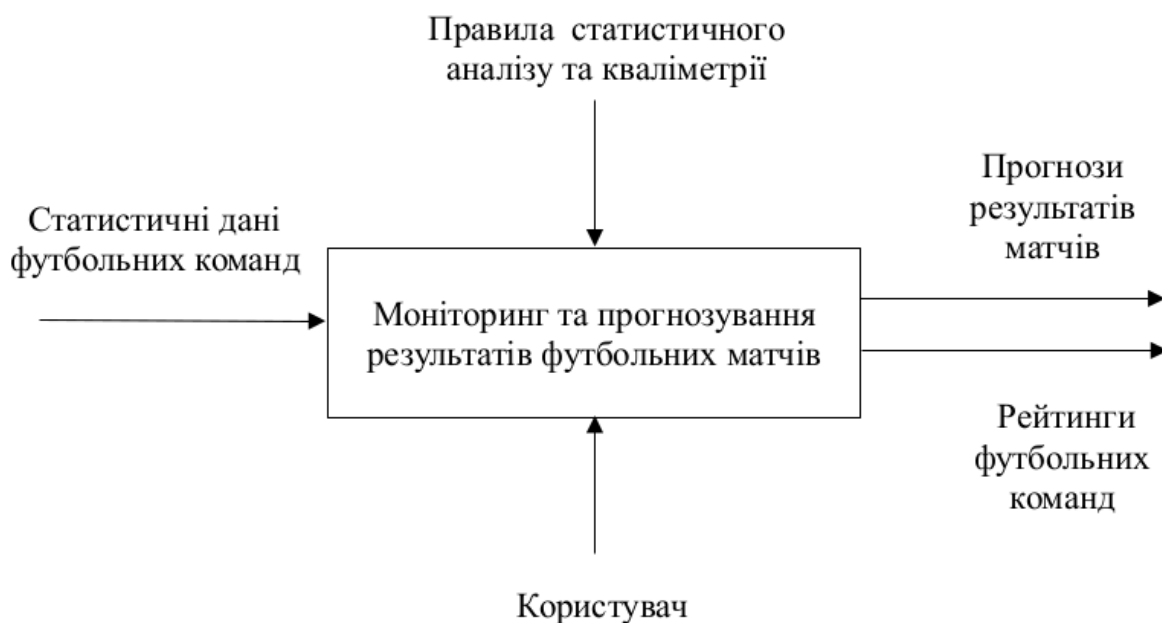 Правила статистичного
аналізу та кваліметрії
Прогнози
результатів
матчів
Статистичні дані
футбольних команд
Моніторинг та прогнозування
результатів футбольних матчів
Рейтинги
футбольних
команд
Користувач